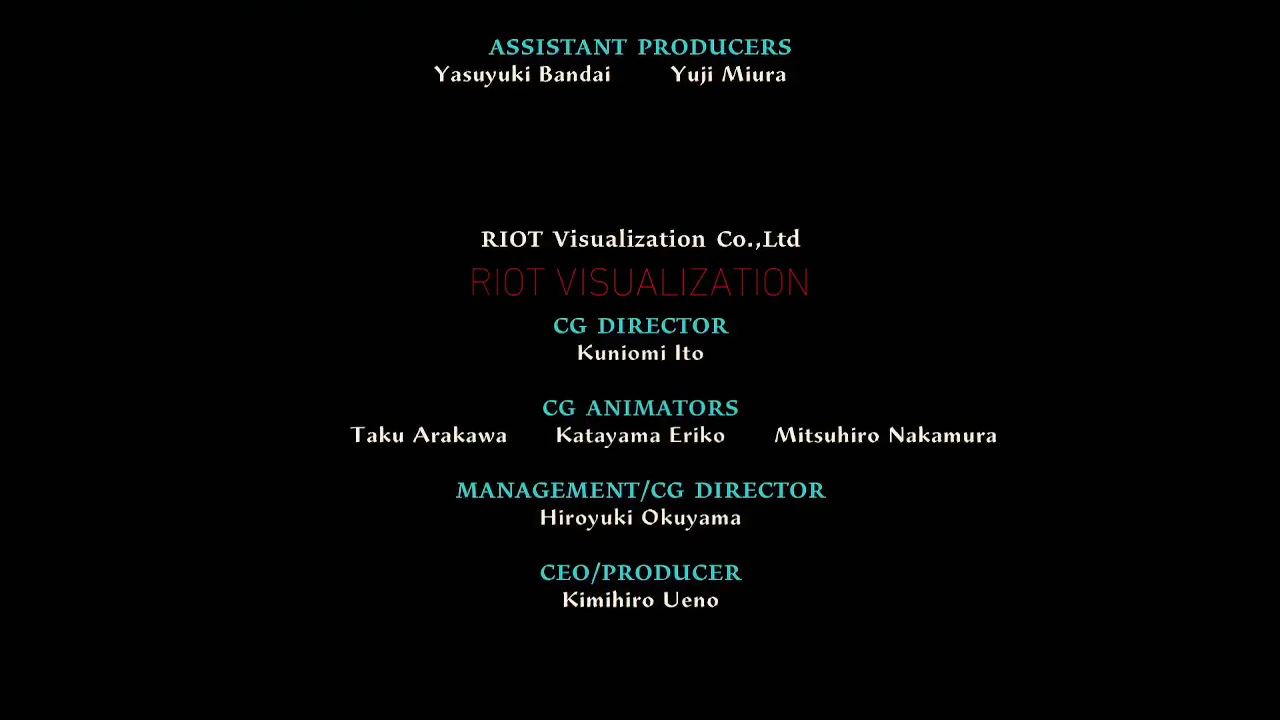 ASSISTANT PRODUCERS
Yasuyuki Bandai Yuji Miura
RIOT Visualization Co.,Ltd
RIOT VISUALIZATION
CG DIRECTOR
Kuniomi Ito
CG ANIMATORS
Taku Arakawa Katayama Eriko Mitsuhiro Nakamura
MANAGEMENT/CG DIRECTOR
Hiroyuki Okuyama
CEO/PRODUCER
Kimihiro Ueno